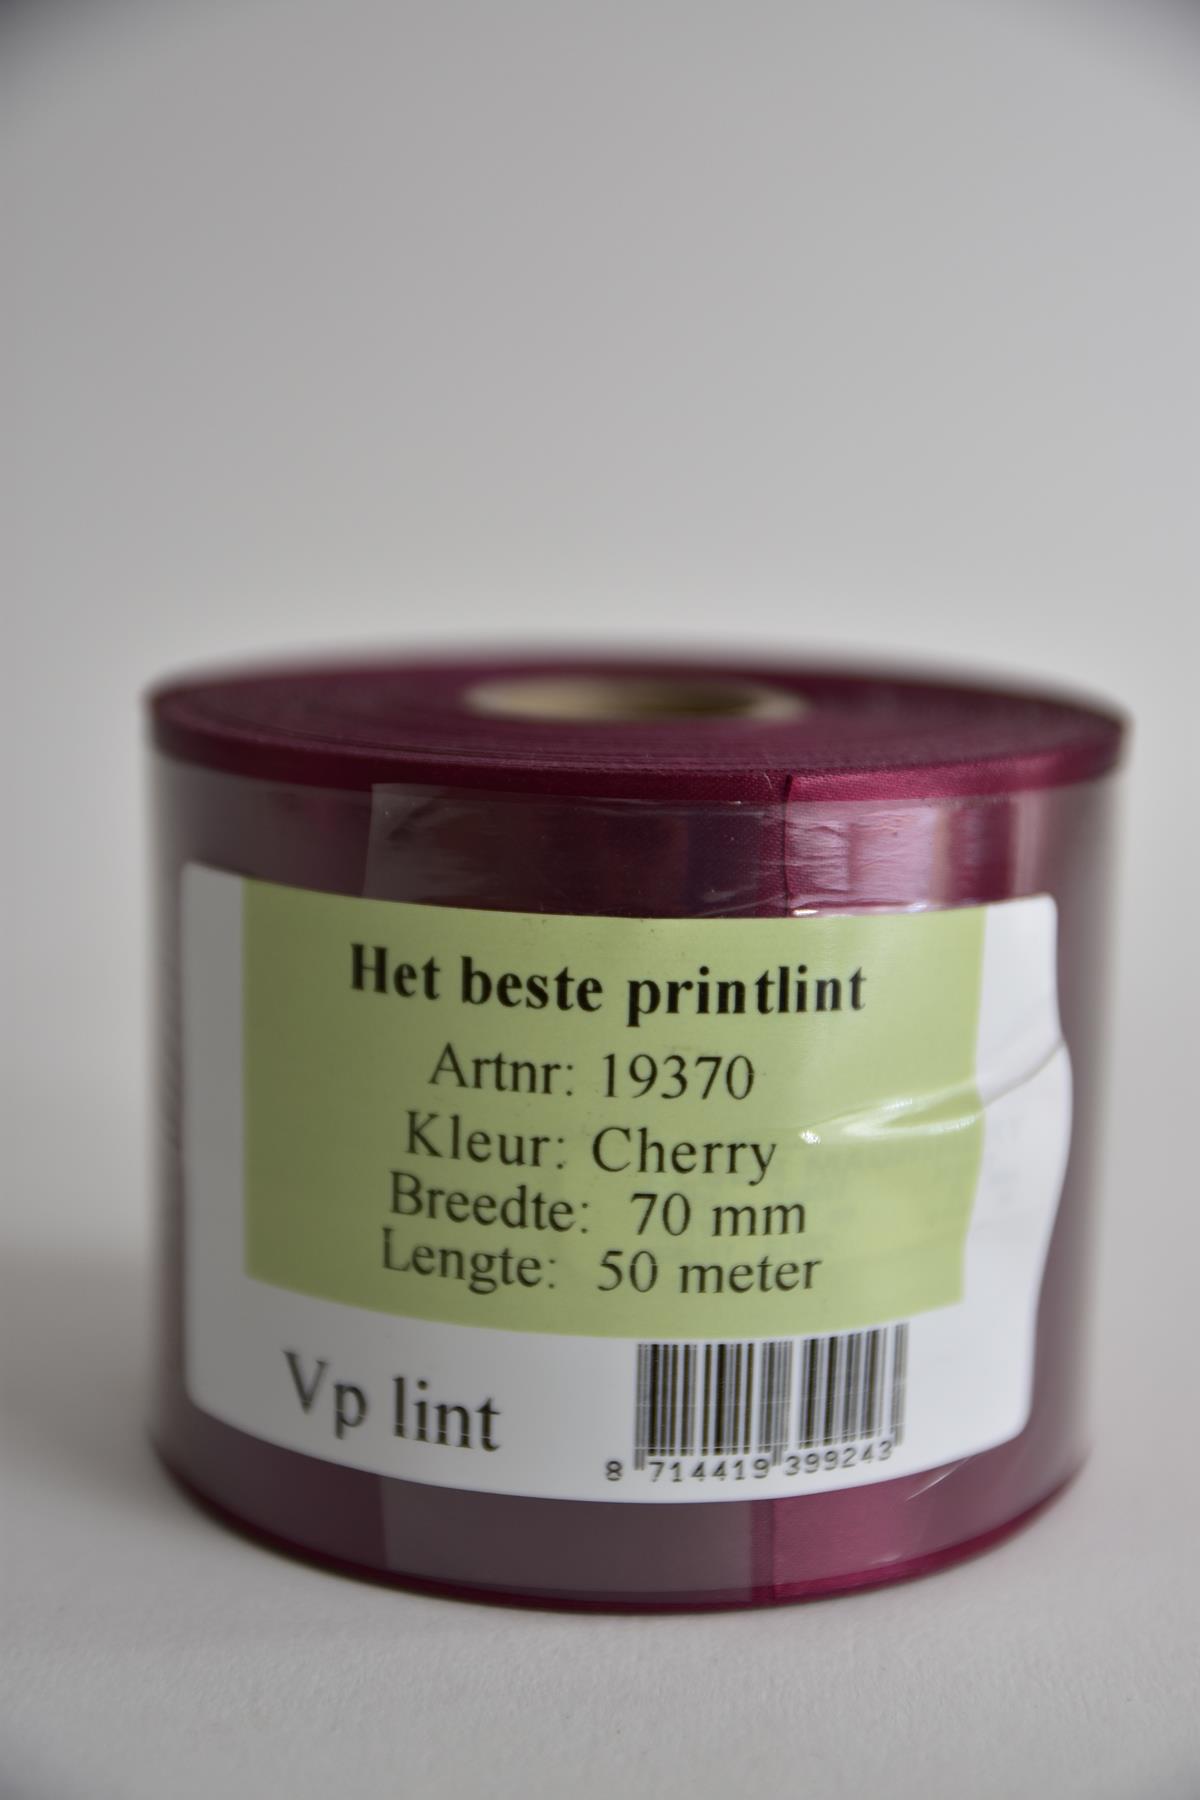 Het beste printlint
Artnr: 19370
Kleur: Cherry
Breedte: 70 mm
Lengte: 50 meter
Vp lint
8 714419 399243